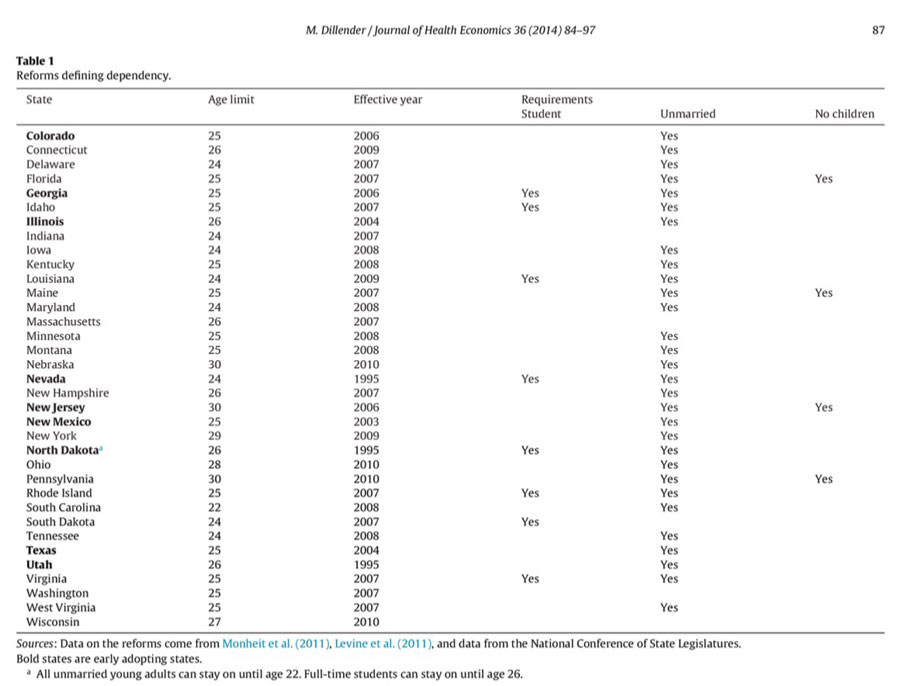 M. Dillender / Journal of Health Economics 36 (2014) 84–97 87
Table 1
Reforms defining dependency.
State Age limit Effective year Requirements
Student Unmarried No children
Colorado 25 2006 Yes
Connecticut 26 2009 Yes
Delaware 24 2007 Yes
Florida 25 2007 Yes Yes
Georgia 25 2006 Yes Yes
Idaho 25 2007 Yes Yes
Illinois 26 2004 Yes
Indiana 24 2007
Iowa 24 2008 Yes
Kentucky 25 2008 Yes
Louisiana 24 2009 Yes Yes
Maine 25 2007 Yes Yes
Maryland 24 2008 Yes
Massachusetts 26 2007
Minnesota 25 2008 Yes
Montana 25 2008 Yes
Nebraska 30 2010 Yes
Nevada 24 1995 Yes Yes
New Hampshire 26 2007 Yes
New Jersey 30 2006 Yes Yes
New Mexico 25 2003 Yes
New York 29 2009 Yes
North Dakotaᵃ 26 1995 Yes Yes
Ohio 28 2010 Yes
Pennsylvania 30 2010 Yes Yes
Rhode Island 25 2007 Yes Yes
South Carolina 22 2008 Yes
South Dakota 24 2007 Yes
Tennessee 24 2008 Yes
Texas 25 2004 Yes
Utah 26 1995 Yes
Virginia 25 2007 Yes Yes
Washington 25 2007
West Virginia 25 2007 Yes
Wisconsin 27 2010
Sources: Data on the reforms come from Monheit et al. (2011), Levine et al. (2011), and data from the National Conference of State Legislatures.
Bold states are early adopting states.
ᵃ All unmarried young adults can stay on until age 22. Full-time students can stay on until age 26.